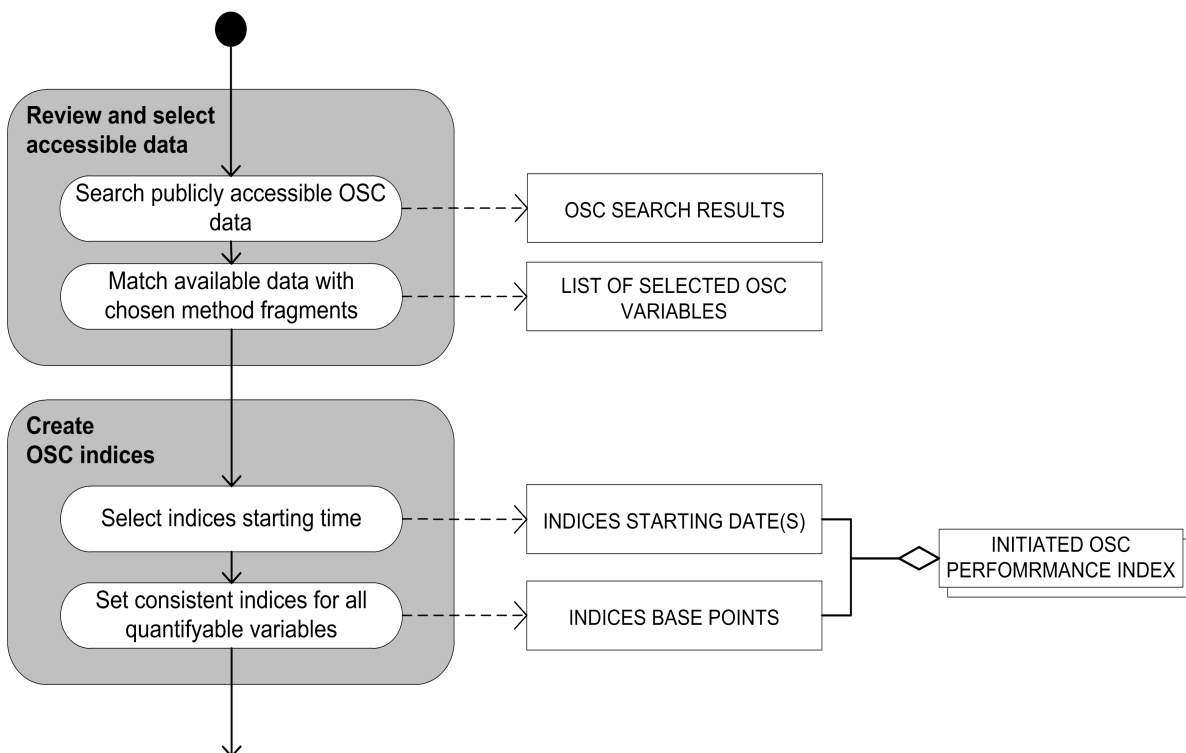 Review and select
accessible data
Search publicly accessible OSC
data
OSC SEARCH RESULTS
Match available data with
chosen method fragments
LIST OF SELECTED OSC
VARIABLES
Create
OSC indices
Select indices starting time
INDICES STARTING DATE(S)
INITIATED OSC
PERFOMRMANCE INDEX
Set consistent indices for all
quantifyable variables
INDICES BASE POINTS